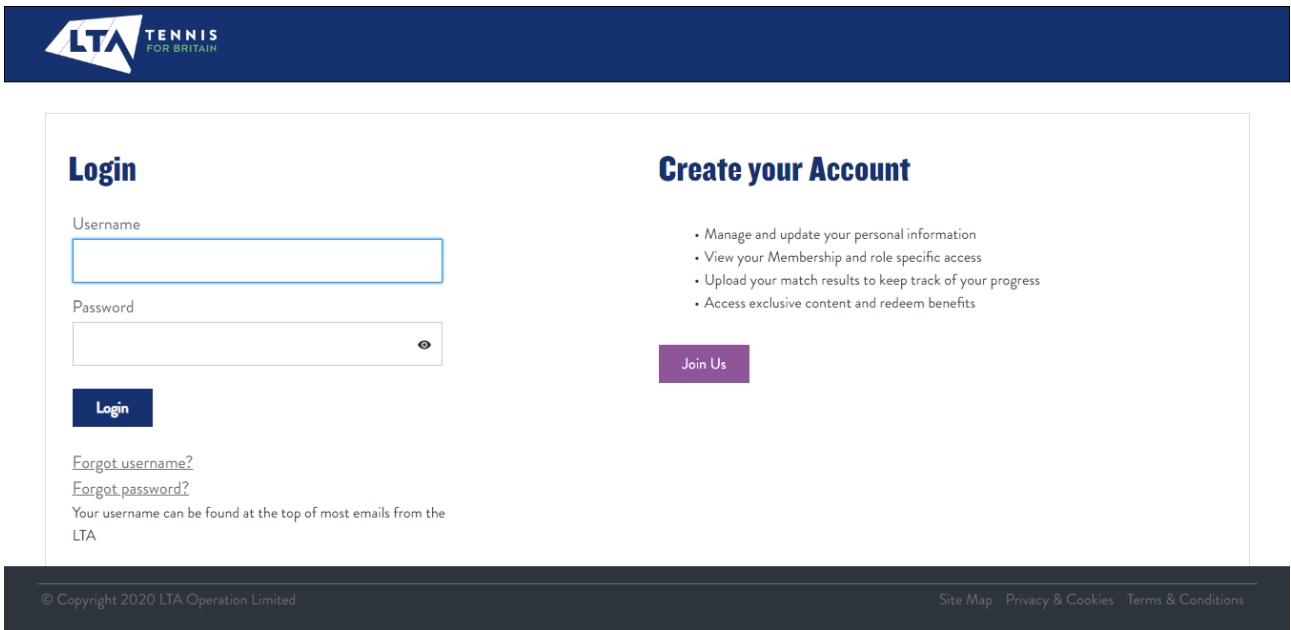 LTA TENNIS
FOR BRITAIN
Login
Username
Password
Login
Forgot username?
Forgot password?
Your username can be found at the top of most emails from the
LTA
Create your Account
• Manage and update your personal information
• View your Membership and role specific access
• Upload your match results to keep track of your progress
• Access exclusive content and redeem benefits
Join Us
© Copyright 2020 LTA Operation Limited
Site Map Privacy & Cookies Terms & Conditions